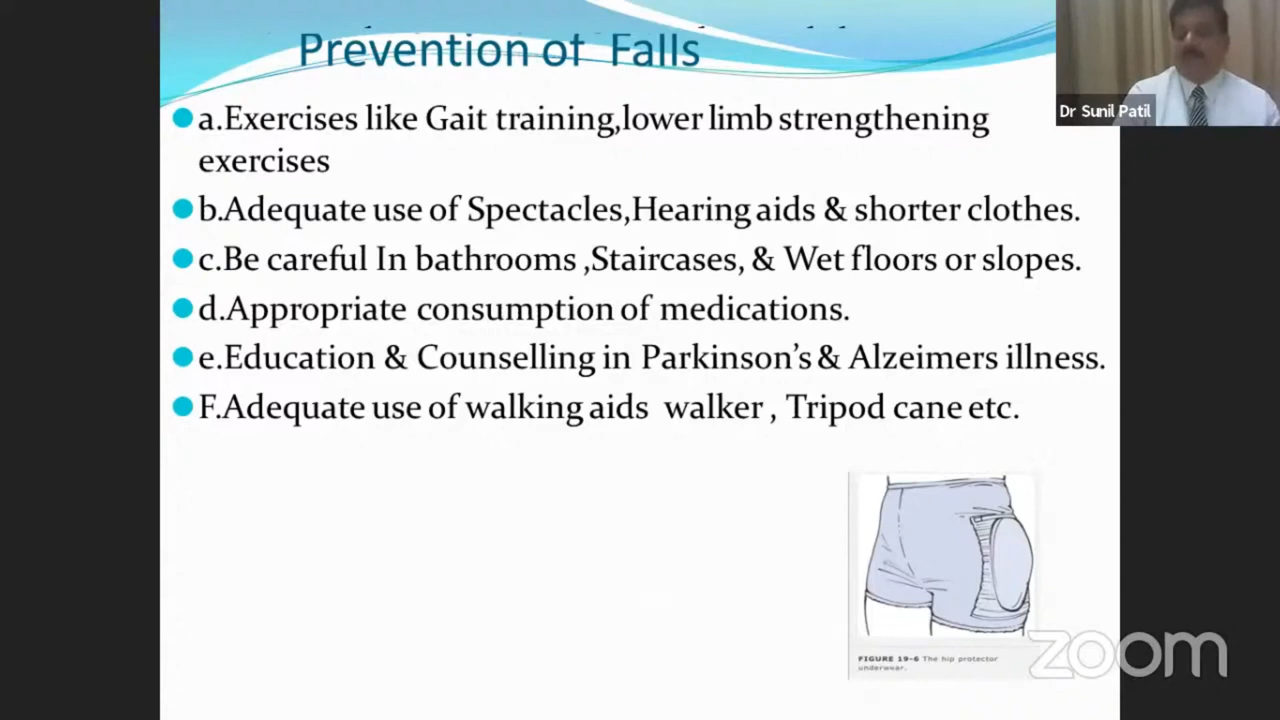 Prevention of Falls
Dr Sunil Patil
a.Exercises like Gait training,lower limb strengthening
exercises
b.Adequate use of Spectacles,Hearing aids & shorter clothes.
c.Be careful In bathrooms ,Staircases, & Wet floors or slopes.
d.Appropriate consumption of medications.
e.Education & Counselling in Parkinson's & Alzeimers illness.
F.Adequate use of walking aids walker , Tripod cane etc.
FIGURE 19-6 The hip protector
underwear.
zoom